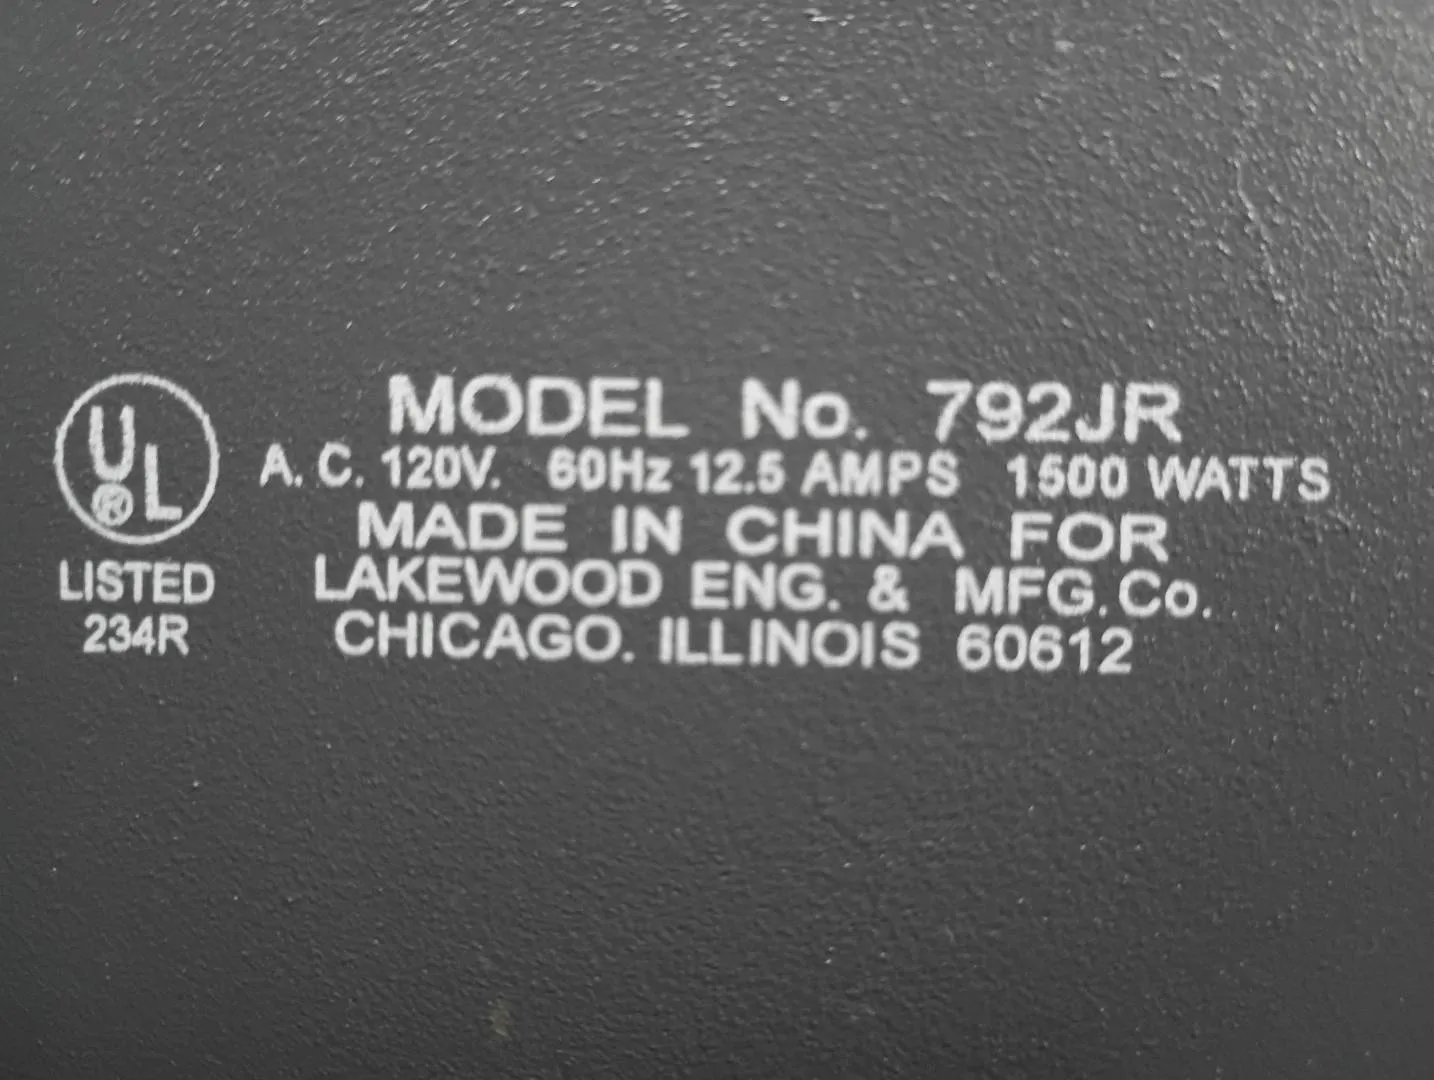 UL®
LISTED
234R
MODEL No. 792JR
A.C. 120V. 60Hz 12.5 AMPS 1500 WATTS
MADE IN CHINA FOR
LAKEWOOD ENG. & MFG.Co.
CHICAGO. ILLINOIS 60612